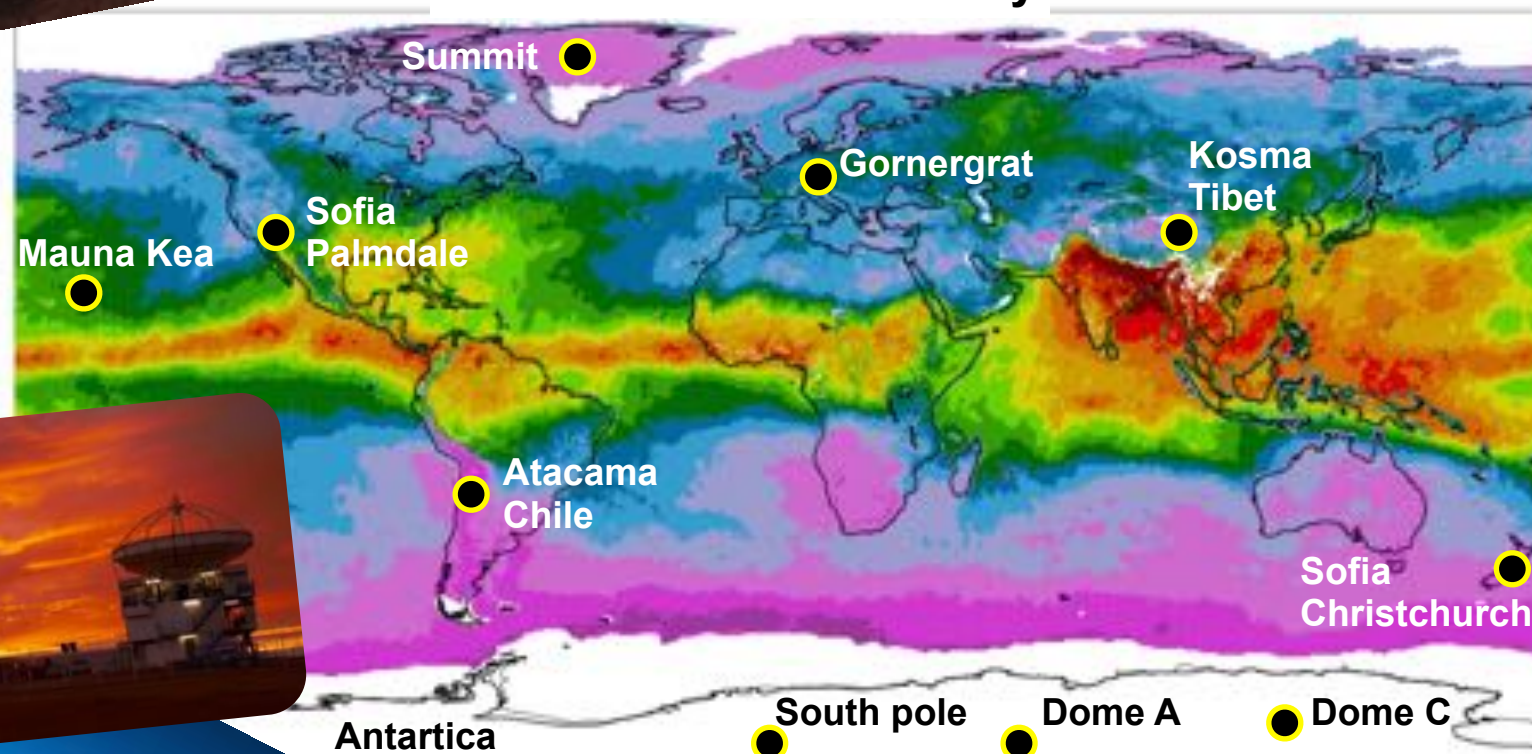 Summit
Gornergrat
Kosma
Tibet
Sofia
Palmdale
Mauna Kea
Atacama
Chile
Sofia
Christchurch
South pole
Dome A
Dome C
Antartica